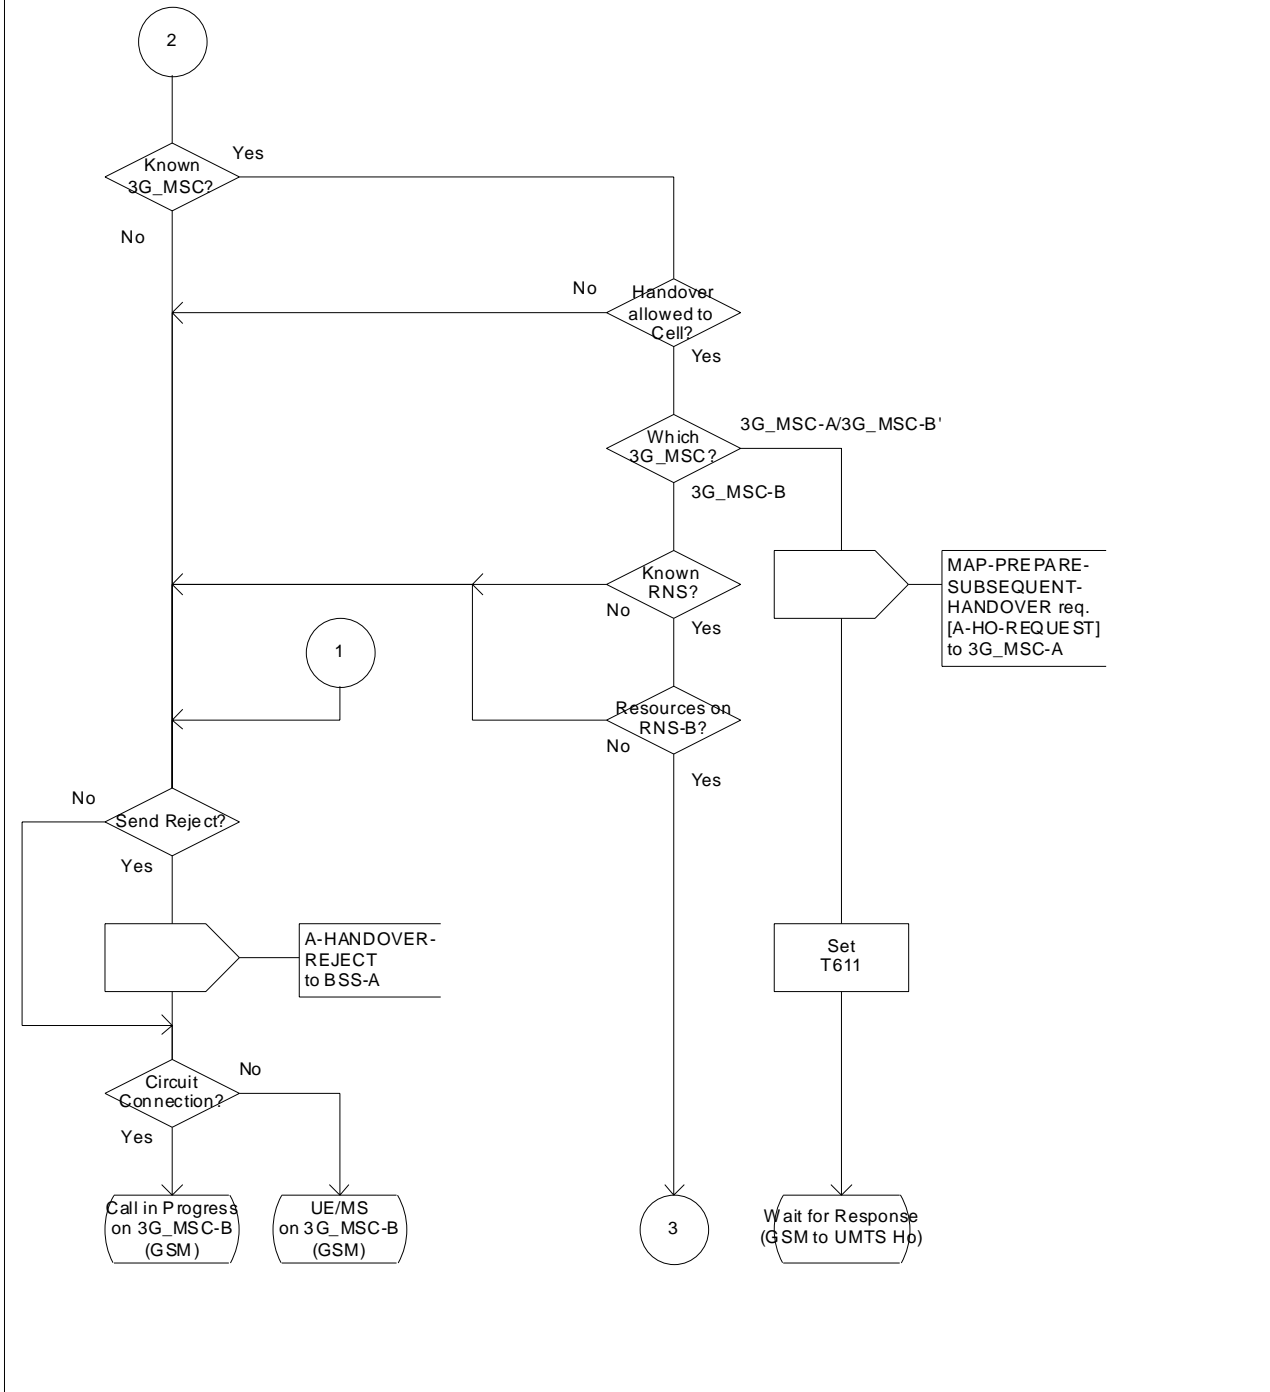 2
Known
3G_MSC?
Yes
No
Handover
allowed to
Cell?
No
Yes
Which
3G_MSC?
3G_MSC-A/3G_MSC-B'
3G_MSC-B
Known
RNS?
No
Yes
MAP-PREPARE-
SUBSEQUENT-
HANDOVER req.
[A-HO-REQUEST]
to 3G_MSC-A
1
Resources on
RNS-B?
No
Yes
No
Send Reject?
Yes
A-HANDOVER-
REJECT
to BSS-A
Set
T611
Circuit
Connection?
No
Yes
Call in Progress
on 3G_MSC-B
(GSM)
UE/MS
on 3G_MSC-B
(GSM)
3
Wait for Response
(GSM to UMTS Ho)